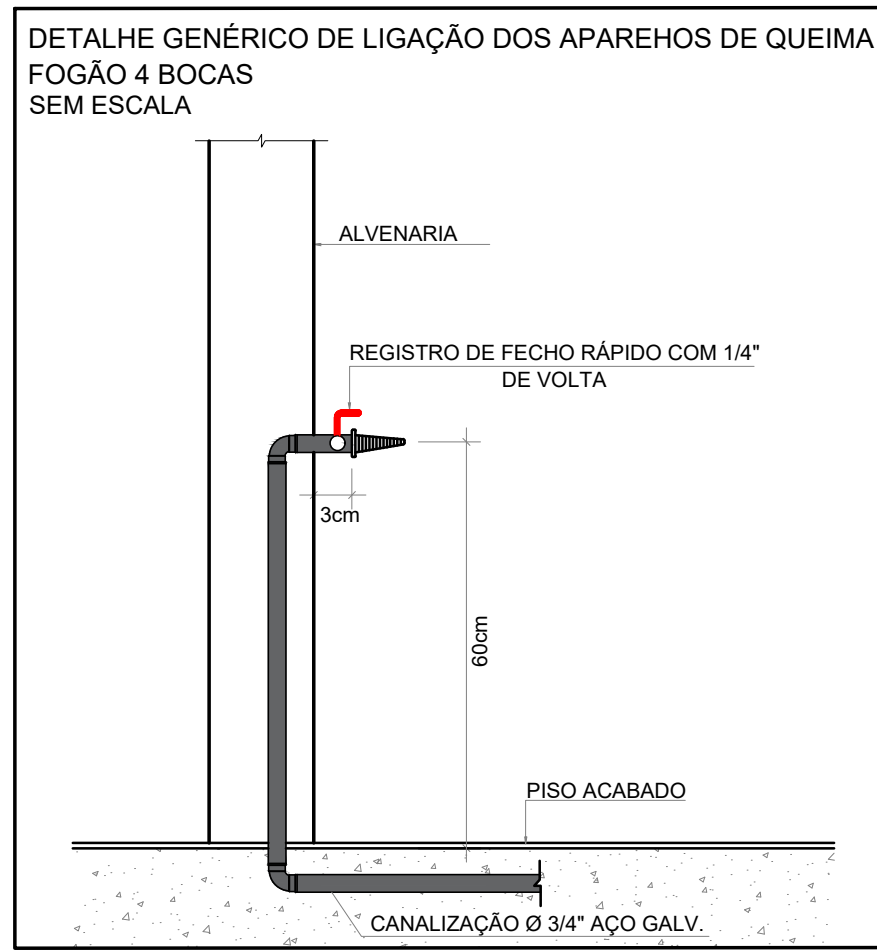 DETALHE GENÉRICO DE LIGAÇÃO DOS APAREHOS DE QUEIMA
FOGÃO 4 BOCAS
SEM ESCALA
ALVENARIA
REGISTRO DE FECHO RÁPIDO COM 1/4"
DE VOLTA
3cm
60cm
PISO ACABADO
CANALIZAÇÃO Ø 3/4" AÇO GALV.